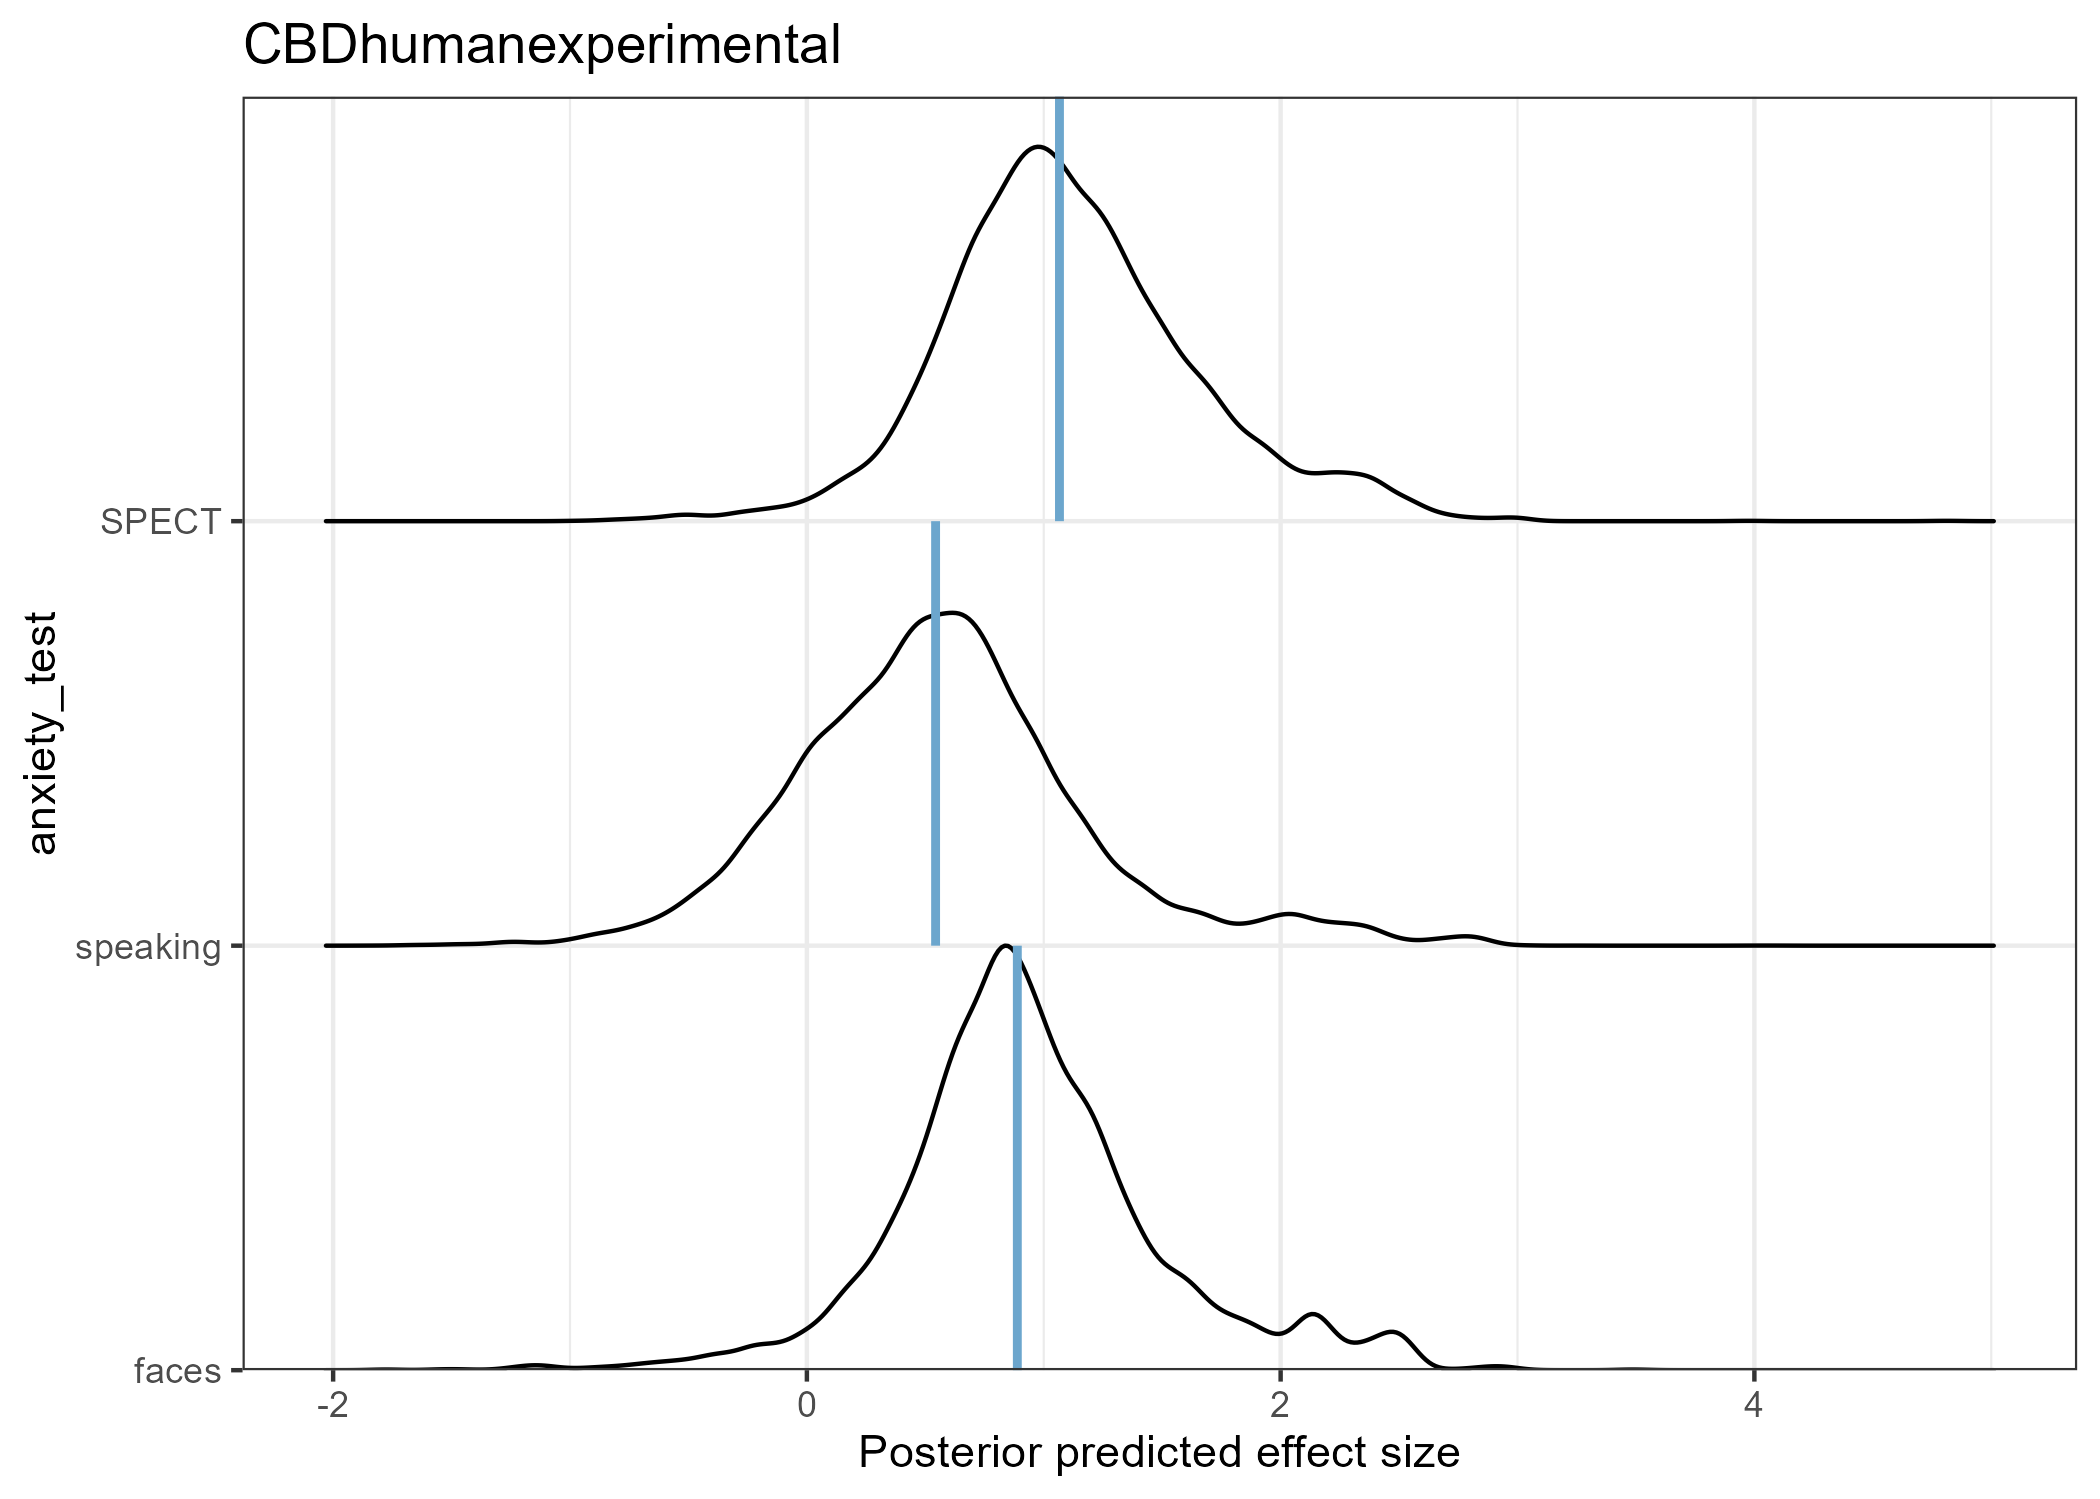 CBDhumanexperimental
anxiety_test
SPECT
speaking
faces
-2 0 2 4
Posterior predicted effect size